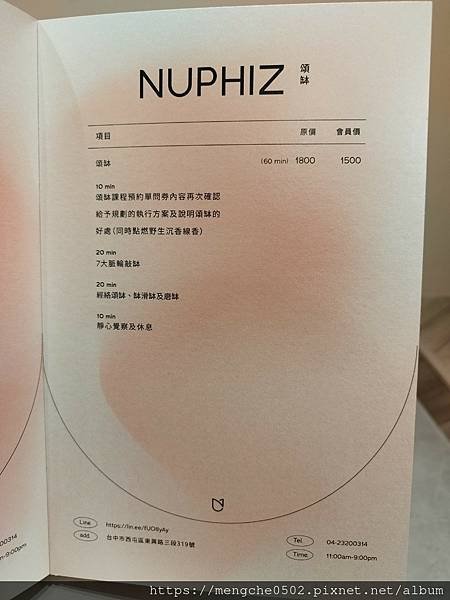 NUPHIZ 頌缽
項目 原價 會員價
頌缽 (60 min) 1800 1500
10 min
頌缽課程預約單問券內容再次確認
給予規劃的執行方案及說明頌缽的
好處(同時點燃野生沉香線香)
20 min
7大脈輪敲缽
20 min
經絡頌缽、缽滑缽及磨缽
10 min
靜心覺察及休息
Line https://lin.ee/fUO8yAy
add. 台中市西屯區東興路三段319號
Tel. 04-23200314
Time. 11:00am-9:00pm
00314
m-9:00pm
https://mengche0502.pixnet.net/album